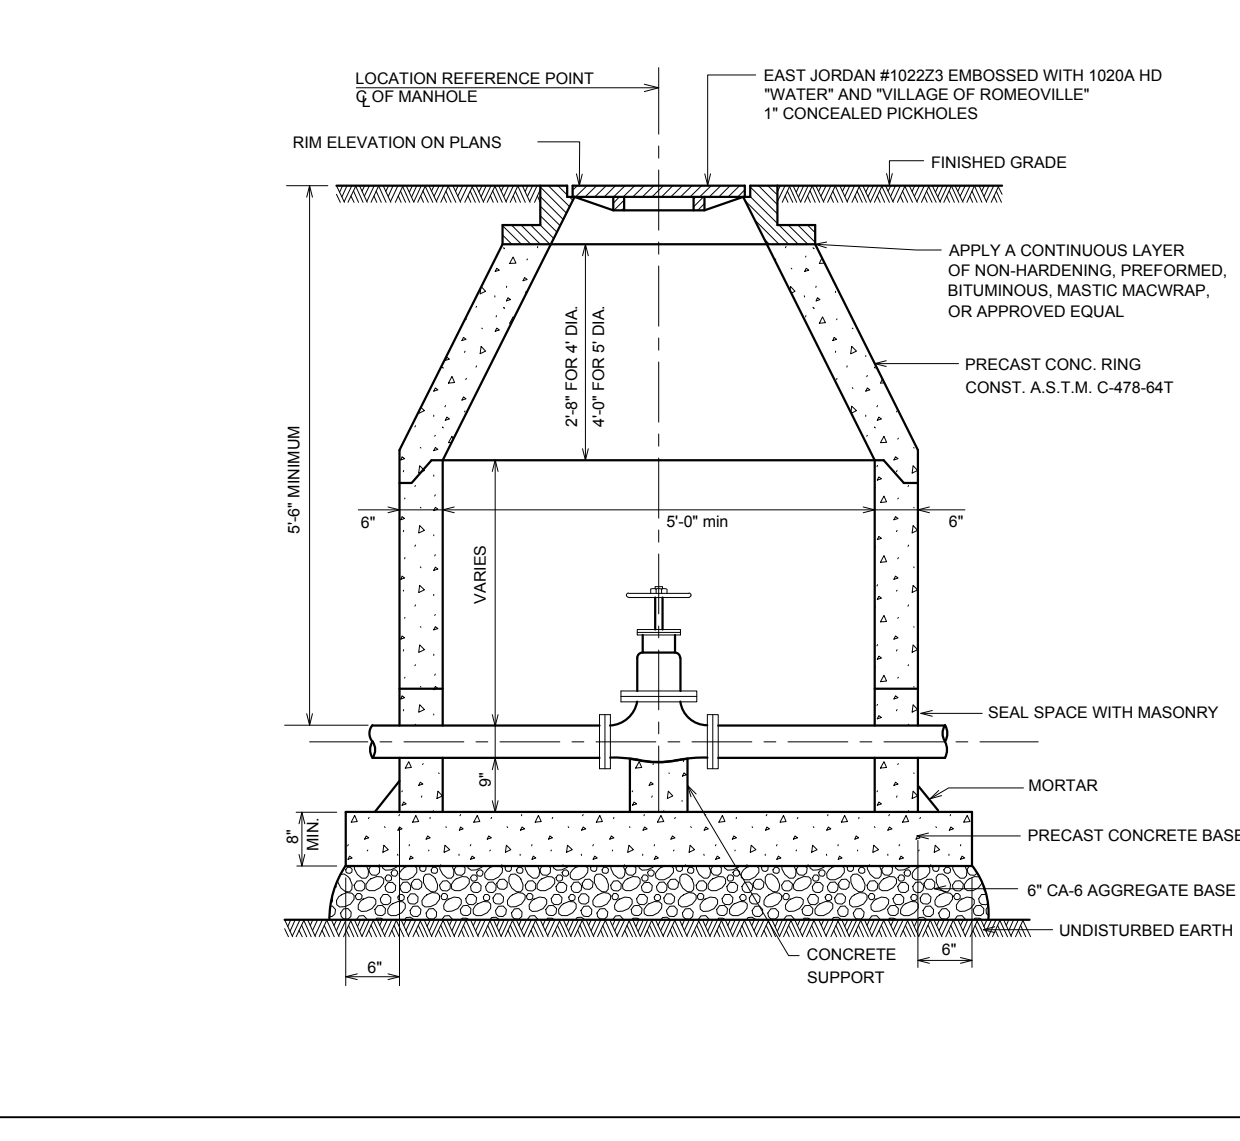 LOCATION REFERENCE POINT
℄ OF MANHOLE
EAST JORDAN #1022Z3 EMBOSSED WITH 1020A HD
"WATER" AND "VILLAGE OF ROMEOVILLE"
1" CONCEALED PICKHOLES
RIM ELEVATION ON PLANS
FINISHED GRADE
APPLY A CONTINUOUS LAYER
OF NON-HARDENING, PREFORMED,
BITUMINOUS, MASTIC MACWRAP,
OR APPROVED EQUAL
2'-8" FOR 4' DIA.
4'-0" FOR 5' DIA.
PRECAST CONC. RING
CONST. A.S.T.M. C-478-64T
5'-6" MINIMUM
6"
5'-0" min
6"
VARIES
SEAL SPACE WITH MASONRY
9"
MORTAR
8"
MIN.
PRECAST CONCRETE BASE
6" CA-6 AGGREGATE BASE
UNDISTURBED EARTH
6"
6"
CONCRETE
SUPPORT